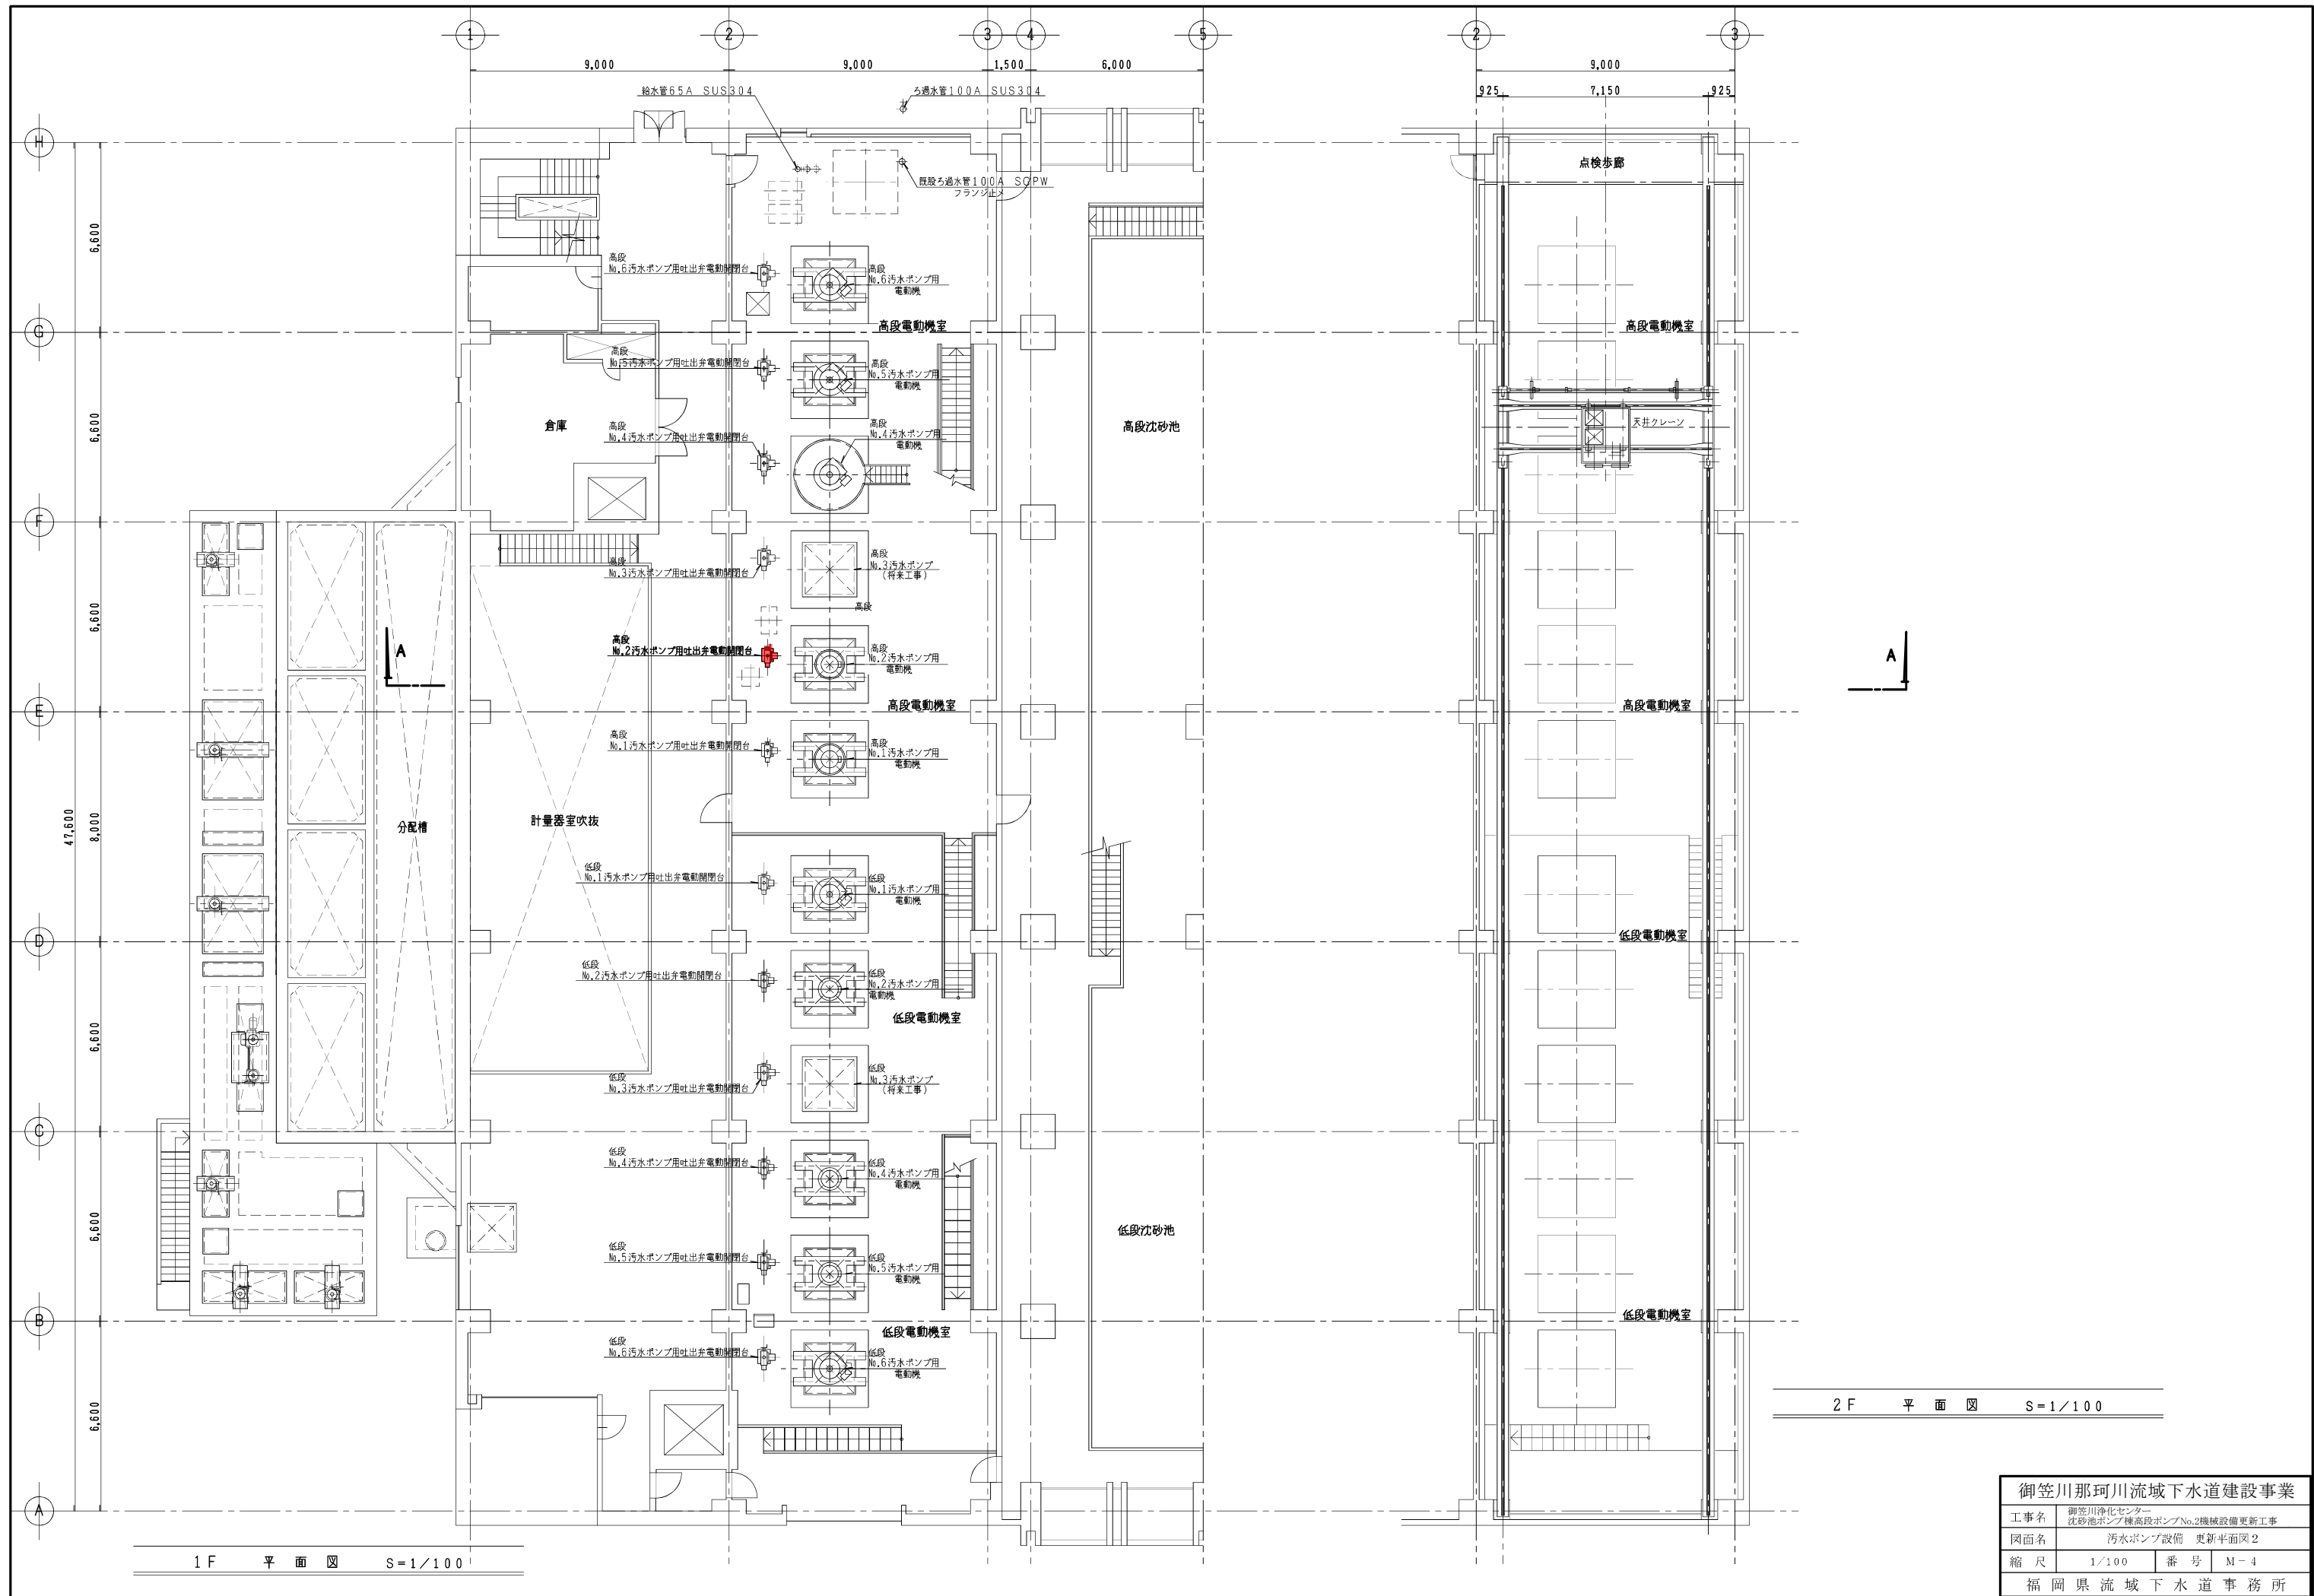 1
2
3
4
5
2
3
9,000
9,000
1,500
6,000
9,000
925
7,150
925
給水管65A SUS304
ろ過水管100A SUS304
既設ろ過水管100A SGPW
フランジ止メ
点検歩廊
H
G
F
E
D
C
B
A
6,600
6,600
6,600
8,000
6,600
6,600
6,600
47,600
高段
No.6汚水ポンプ用吐出弁電動開閉台
高段
No.6汚水ポンプ用
電動機
高段電動機室
高段
No.5汚水ポンプ用吐出弁電動開閉台
高段
No.5汚水ポンプ用
電動機
倉庫
高段
No.4汚水ポンプ用吐出弁電動開閉台
高段
No.4汚水ポンプ用
電動機
高段沈砂池
高段
No.3汚水ポンプ用吐出弁電動開閉台
高段
No.3汚水ポンプ
(将来工事)
高段
高段
No.2汚水ポンプ用吐出弁電動開閉台
高段
No.2汚水ポンプ用
電動機
A
高段電動機室
高段
No.1汚水ポンプ用吐出弁電動開閉台
高段
No.1汚水ポンプ用
電動機
分配槽
計量器室吹抜
低段
No.1汚水ポンプ用吐出弁電動開閉台
低段
No.1汚水ポンプ用
電動機
低段
No.2汚水ポンプ用吐出弁電動開閉台
低段
No.2汚水ポンプ用
電動機
低段電動機室
低段
No.3汚水ポンプ用吐出弁電動開閉台
低段
No.3汚水ポンプ
(将来工事)
低段
No.4汚水ポンプ用吐出弁電動開閉台
低段
No.4汚水ポンプ用
電動機
低段沈砂池
低段
No.5汚水ポンプ用吐出弁電動開閉台
低段
No.5汚水ポンプ用
電動機
低段電動機室
低段
No.6汚水ポンプ用吐出弁電動開閉台
低段
No.6汚水ポンプ用
電動機
高段電動機室
天井クレーン
高段電動機室
低段電動機室
低段電動機室
A
1F 平面図 S=1/100
2F 平面図 S=1/100
御笠川那珂川流域下水道建設事業
工事名
御笠川浄化センター
沈砂池ポンプ棟高段ポンプNo.2機械設備更新工事
図面名 汚水ポンプ設備 更新平面図2
縮尺 1/100 番号 M-4
福岡県流域下水道事務所